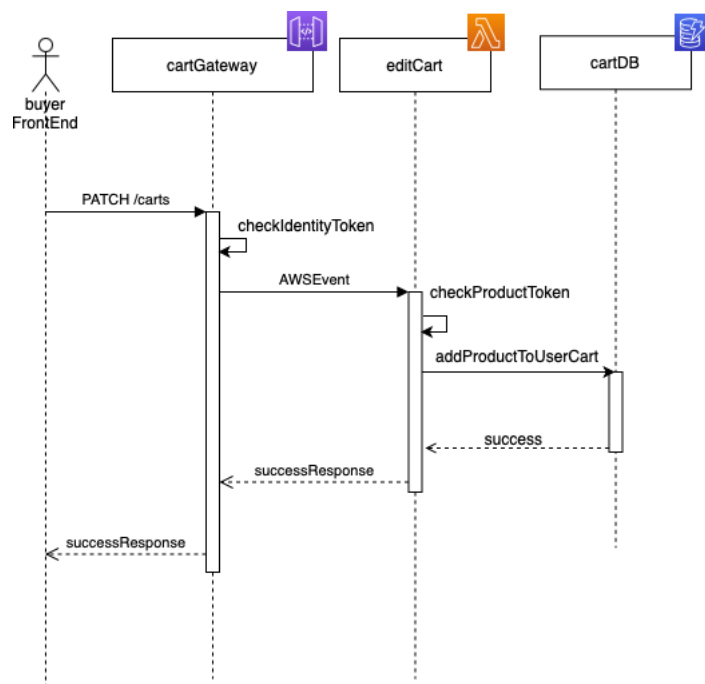 cartGateway
editCart
cartDB
buyer
FrontEnd
PATCH /carts
checkIdentityToken
AWSEvent
checkProductToken
addProductToUserCart
success
successResponse
successResponse